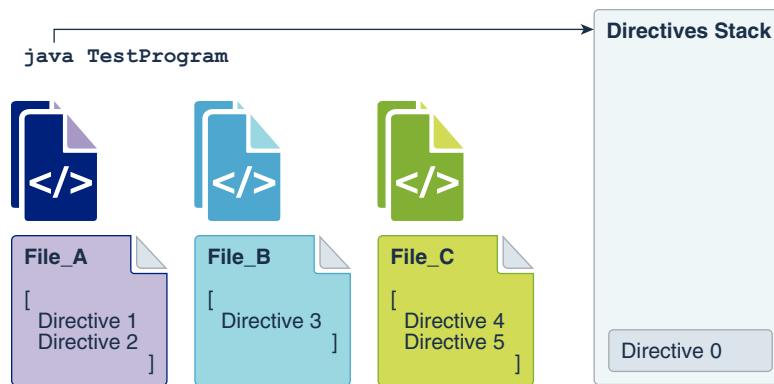 java TestProgram
Directives Stack
</>
</>
</>
File_A
[
Directive 1
Directive 2
]
File_B
[
Directive 3
]
File_C
[
Directive 4
Directive 5
]
Directive 0